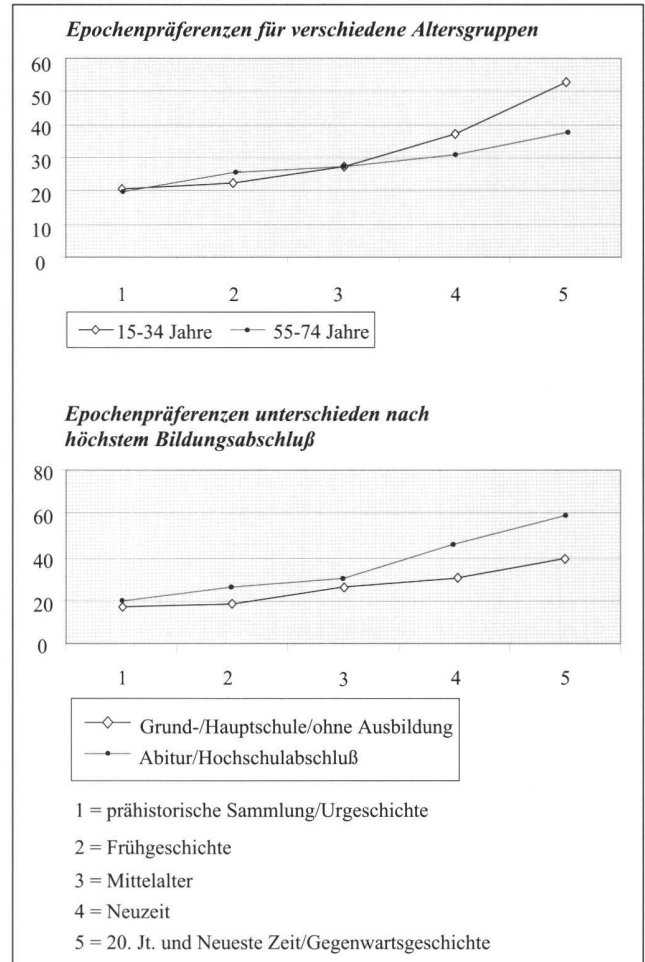 Epochenpräferenzen für verschiedene Altersgruppen
60
50
40
30
20
10
0
1 2 3 4 5
15-34 Jahre 55-74 Jahre
Epochenpräferenzen unterschieden nach
höchstem Bildungsabschluß
80
60
40
20
0
1 2 3 4 5
Grund-/Hauptschule/ohne Ausbildung
Abitur/Hochschulabschluß
1 = prähistorische Sammlung/Urgeschichte
2 = Frühgeschichte
3 = Mittelalter
4 = Neuzeit
5 = 20. Jt. und Neueste Zeit/Gegenwartsgeschichte